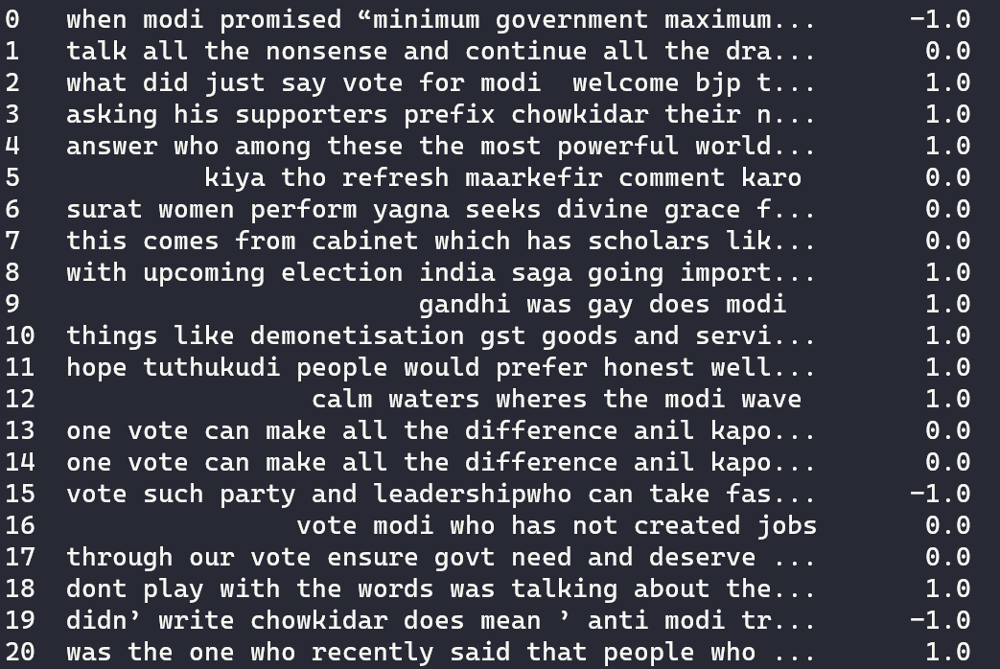 0 when modi promised “minimum government maximum... -1.0
1 talk all the nonsense and continue all the dra... 0.0
2 what did just say vote for modi  welcome bjp t... 1.0
3 asking his supporters prefix chowkidar their n... 1.0
4 answer who among these the most powerful world... 1.0
5 kiya tho refresh maarkefir comment karo 0.0
6 surat women perform yagna seeks divine grace f... 0.0
7 this comes from cabinet which has scholars lik... 0.0
8 with upcoming election india saga going import... 1.0
9 gandhi was gay does modi 1.0
10 things like demonetisation gst goods and servi... 1.0
11 hope tuthukudi people would prefer honest well... 1.0
12 calm waters wheres the modi wave 1.0
13 one vote can make all the difference anil kapo... 0.0
14 one vote can make all the difference anil kapo... 0.0
15 vote such party and leadershipwho can take fas... -1.0
16 vote modi who has not created jobs 0.0
17 through our vote ensure govt need and deserve ... 0.0
18 dont play with the words was talking about the... 1.0
19 didn’ write chowkidar does mean ’ anti modi tr... -1.0
20 was the one who recently said that people who ... 1.0